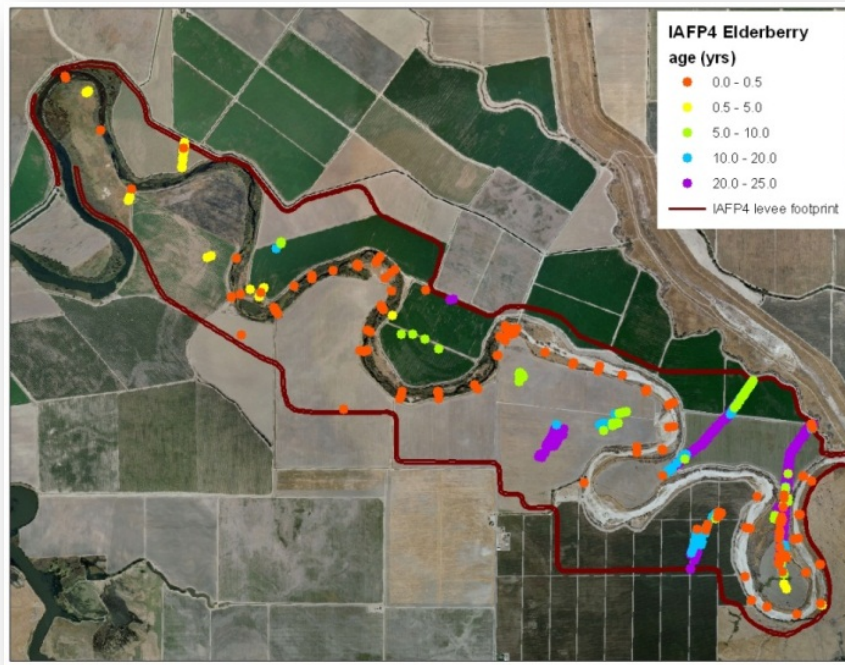 IAFP4 Elderberry
age (yrs)
0.0 - 0.5
0.5 - 5.0
5.0 - 10.0
10.0 - 20.0
20.0 - 25.0
IAFP4 levee footprint